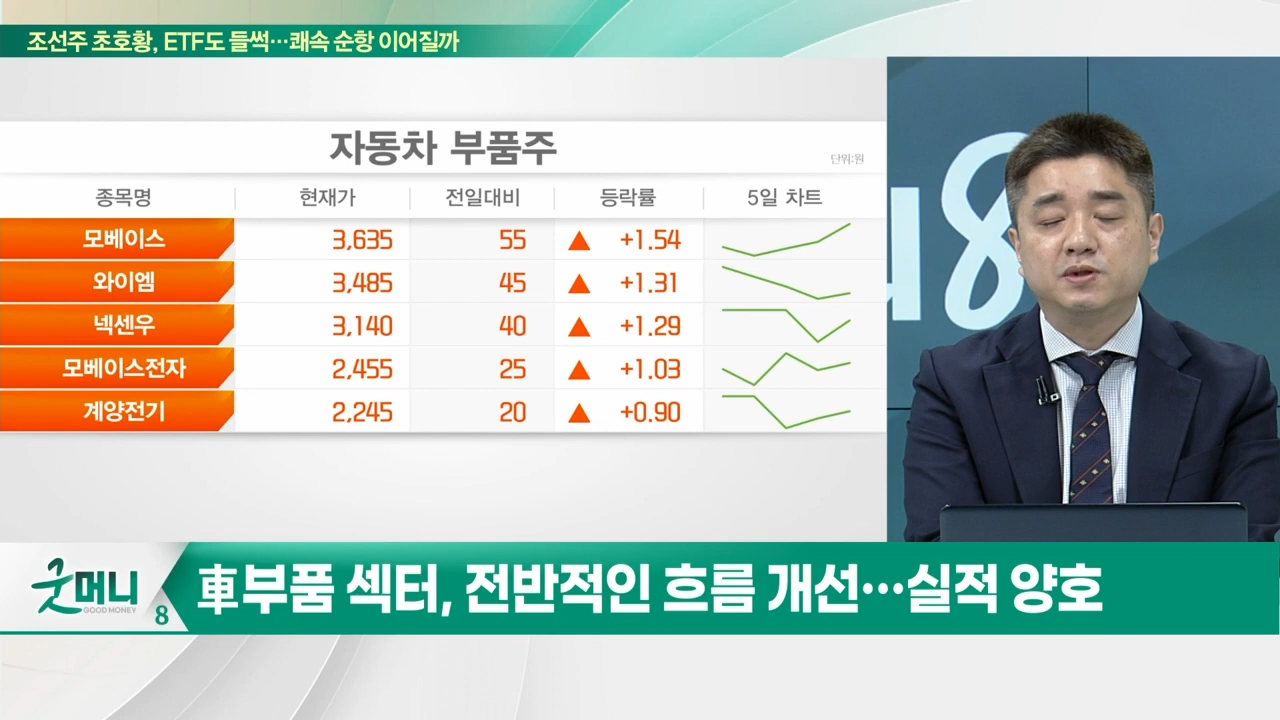 조선주 초호황, ETF도 들썩…쾌속 순항 이어질까
자동차 부품주
단위:원
종목명 현재가 전일대비 등락률 5일 차트
모베이스 3,635 55 ▲ +1.54
와이엠 3,485 45 ▲ +1.31
넥센우 3,140 40 ▲ +1.29
모베이스전자 2,455 25 ▲ +1.03
계양전기 2,245 20 ▲ +0.90
8
굿머니
GOOD MONEY
8
車부품 섹터, 전반적인 흐름 개선…실적 양호